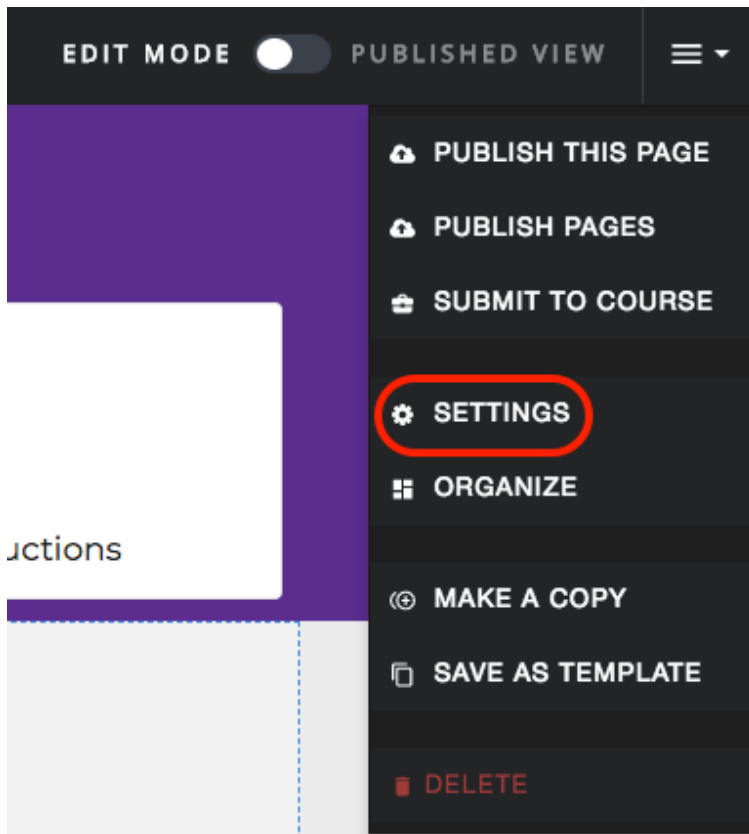 EDIT MODE PUBLISHED VIEW
PUBLISH THIS PAGE
PUBLISH PAGES
SUBMIT TO COURSE
SETTINGS
ORGANIZE
uctions
MAKE A COPY
SAVE AS TEMPLATE
DELETE